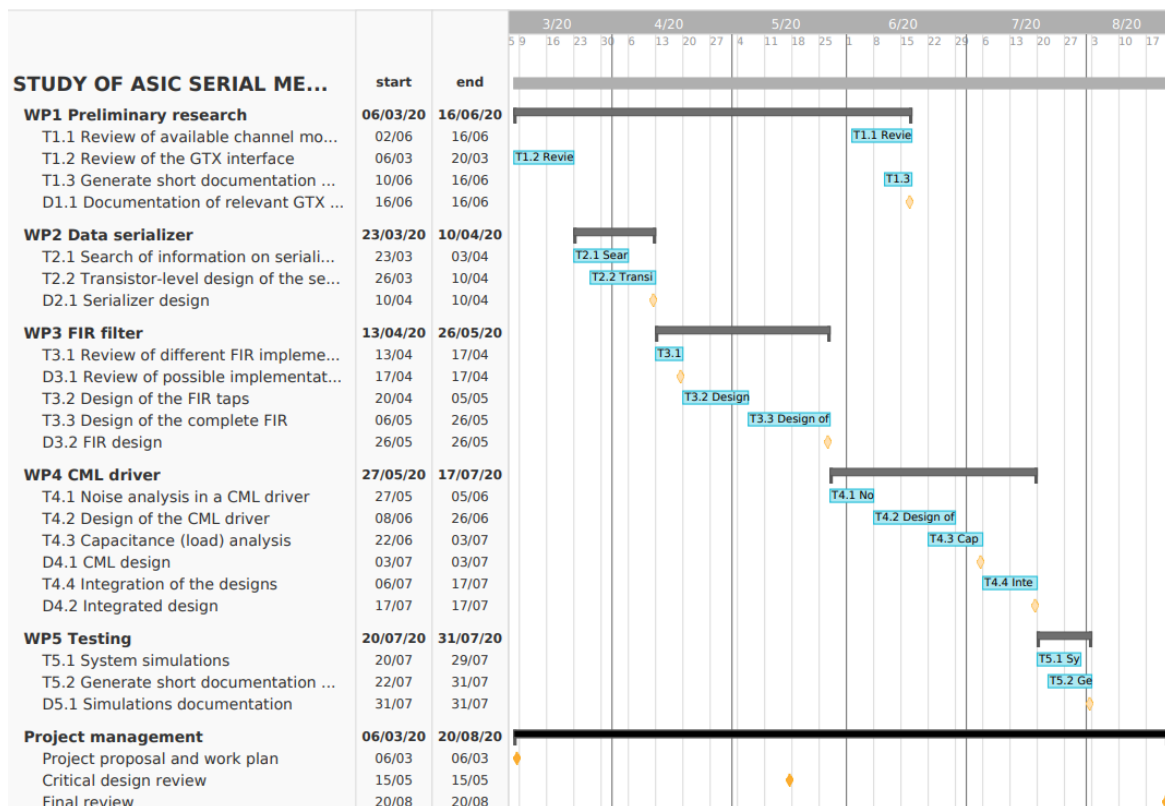 3/20 4/20 5/20 6/20 7/20 8/20
5 9 16 23 30 6 13 20 27 4 11 18 25 1 8 15 22 29 6 13 20 27 3 10 17
STUDY OF ASIC SERIAL ME... start end
WP1 Preliminary research 06/03/20 16/06/20
T1.1 Review of available channel mo... 02/06 16/06 T1.1 Revie
T1.2 Review of the GTX interface 06/03 20/03 T1.2 Revie
T1.3 Generate short documentation ... 10/06 16/06 T1.3
D1.1 Documentation of relevant GTX ... 16/06 16/06
WP2 Data serializer 23/03/20 10/04/20
T2.1 Search of information on seriali... 23/03 03/04 T2.1 Sear
T2.2 Transistor-level design of the se... 26/03 10/04 T2.2 Transi
D2.1 Serializer design 10/04 10/04
WP3 FIR filter 13/04/20 26/05/20
T3.1 Review of different FIR impleme... 13/04 17/04 T3.1
D3.1 Review of possible implementat... 17/04 17/04
T3.2 Design of the FIR taps 20/04 05/05 T3.2 Design
T3.3 Design of the complete FIR 06/05 26/05 T3.3 Design of
D3.2 FIR design 26/05 26/05
WP4 CML driver 27/05/20 17/07/20
T4.1 Noise analysis in a CML driver 27/05 05/06 T4.1 No
T4.2 Design of the CML driver 08/06 26/06 T4.2 Design of
T4.3 Capacitance (load) analysis 22/06 03/07 T4.3 Cap
D4.1 CML design 03/07 03/07
T4.4 Integration of the designs 06/07 17/07 T4.4 Inte
D4.2 Integrated design 17/07 17/07
WP5 Testing 20/07/20 31/07/20
T5.1 System simulations 20/07 29/07 T5.1 Sy
T5.2 Generate short documentation ... 22/07 31/07 T5.2 Ge
D5.1 Simulations documentation 31/07 31/07
Project management 06/03/20 20/08/20
Project proposal and work plan 06/03 06/03
Critical design review 15/05 15/05
Final review 20/08 20/08